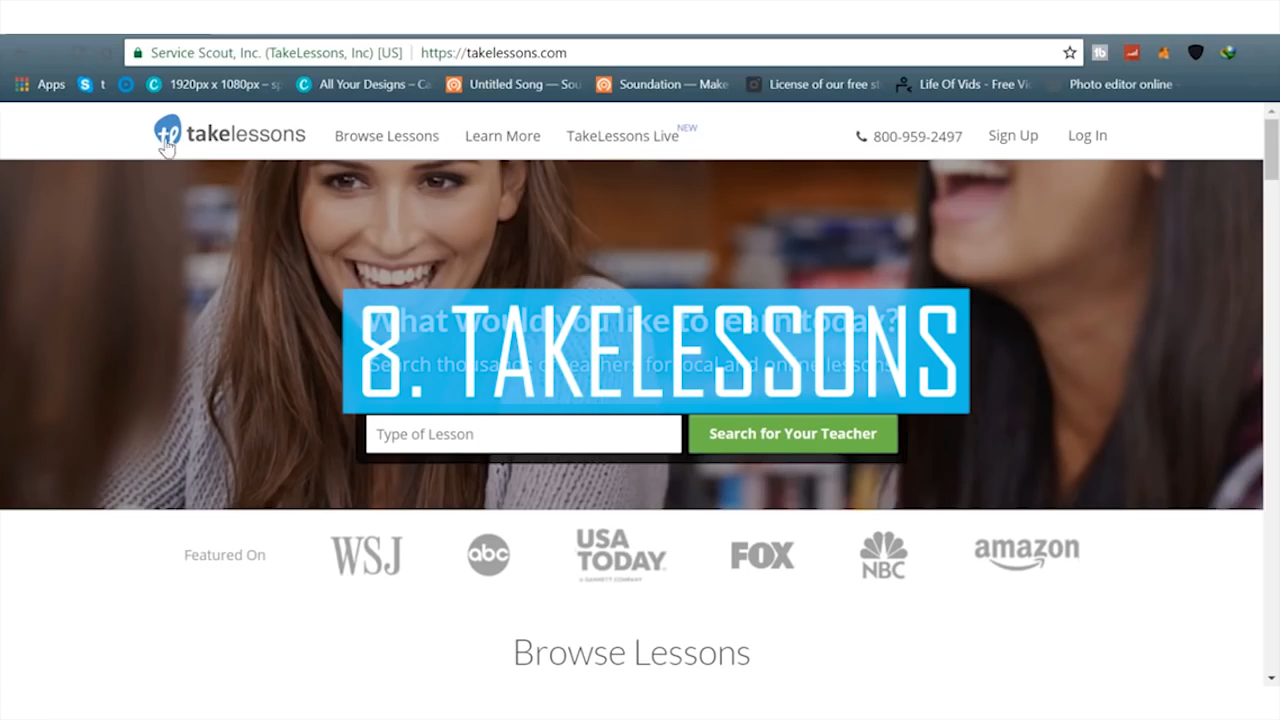 Service Scout, Inc. (TakeLessons, Inc) [US] https://takelessons.com
Apps t 1920px x 1080px – sp All Your Designs – Ca Untitled Song — Sou Soundation — Make License of our free st Life Of Vids - Free Vi Photo editor online
takelessons Browse Lessons Learn More TakeLessons Live NEW 800-959-2497 Sign Up Log In
What would you like to learn today?
8. TAKELESSONS
Search thousands of teachers for local and online lessons
Type of Lesson Search for Your Teacher
Featured On WSJ abc USA TODAY FOX NBC amazon
A GANNETT COMPANY
Browse Lessons